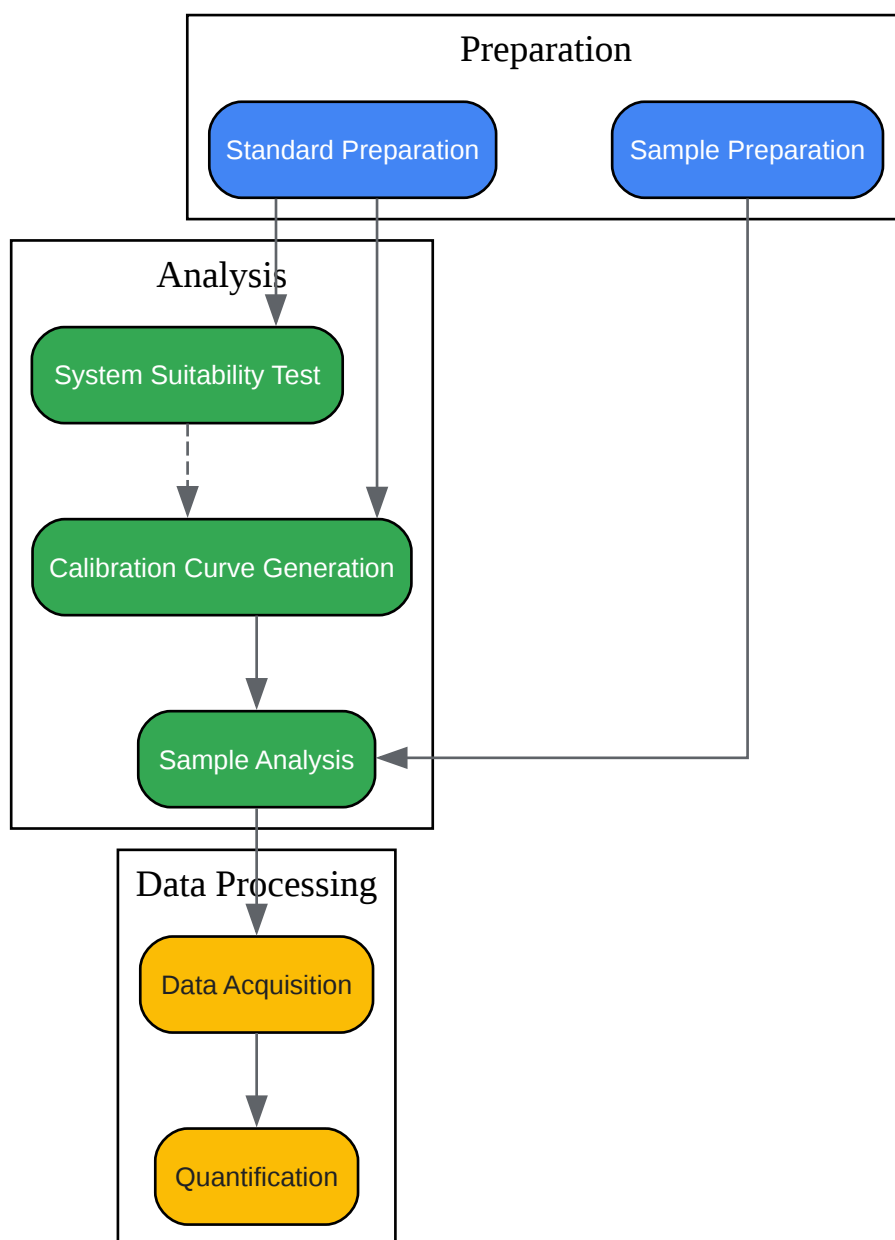 Preparation
Standard Preparation
Sample Preparation
Analysis
System Suitability Test
Calibration Curve Generation
Sample Analysis
Data Processing
Data Acquisition
Quantification